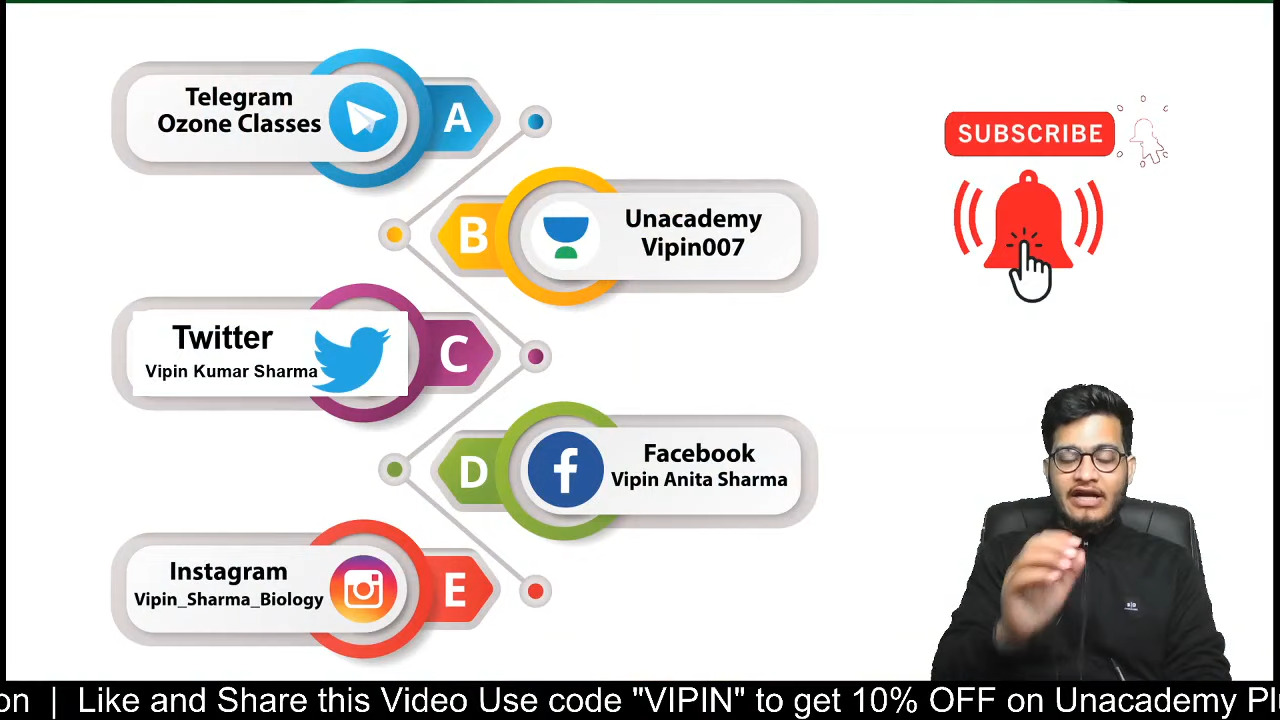 Telegram
Ozone Classes
A
SUBSCRIBE
B
Unacademy
Vipin007
Twitter
Vipin Kumar Sharma
C
D
Facebook
Vipin Anita Sharma
Instagram
Vipin_Sharma_Biology
E
on | Like and Share this Video Use code "VIPIN" to get 10% OFF on Unacademy Pl